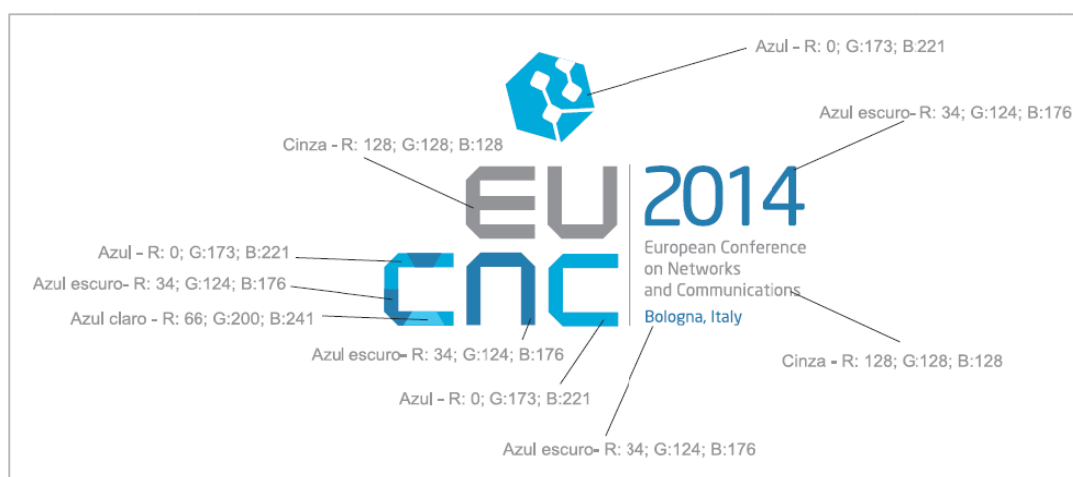 Azul - R: 0; G:173; B:221
Azul escuro- R: 34; G:124; B:176
Cinza - R: 128; G:128; B:128
EU
2014
European Conference
on Networks
and Communications
Bologna, Italy
Azul - R: 0; G:173; B:221
Azul escuro- R: 34; G:124; B:176
Azul claro - R: 66; G:200; B:241
CNC
Azul escuro- R: 34; G:124; B:176
Cinza - R: 128; G:128; B:128
Azul - R: 0; G:173; B:221
Azul escuro- R: 34; G:124; B:176